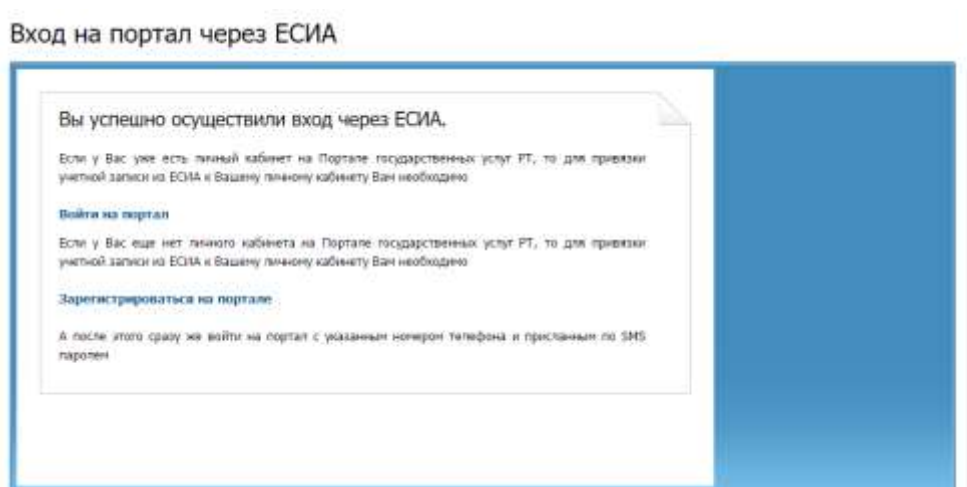 Вход на портал через ЕСИА
Вы успешно осуществили вход через ЕСИА.
Если у Вас уже есть личный кабинет на Портале государственных услуг РТ, то для привязки
учетной записи из ЕСИА к Вашему личному кабинету Вам необходимо
Войти на портал
Если у Вас еще нет личного кабинета на Портале государственных услуг РТ, то для привязки
учетной записи из ЕСИА к Вашему личному кабинету Вам необходимо
Зарегистрироваться на портале
А после этого сразу же войти на портал с указанным номером телефона и присланным по SMS
паролем